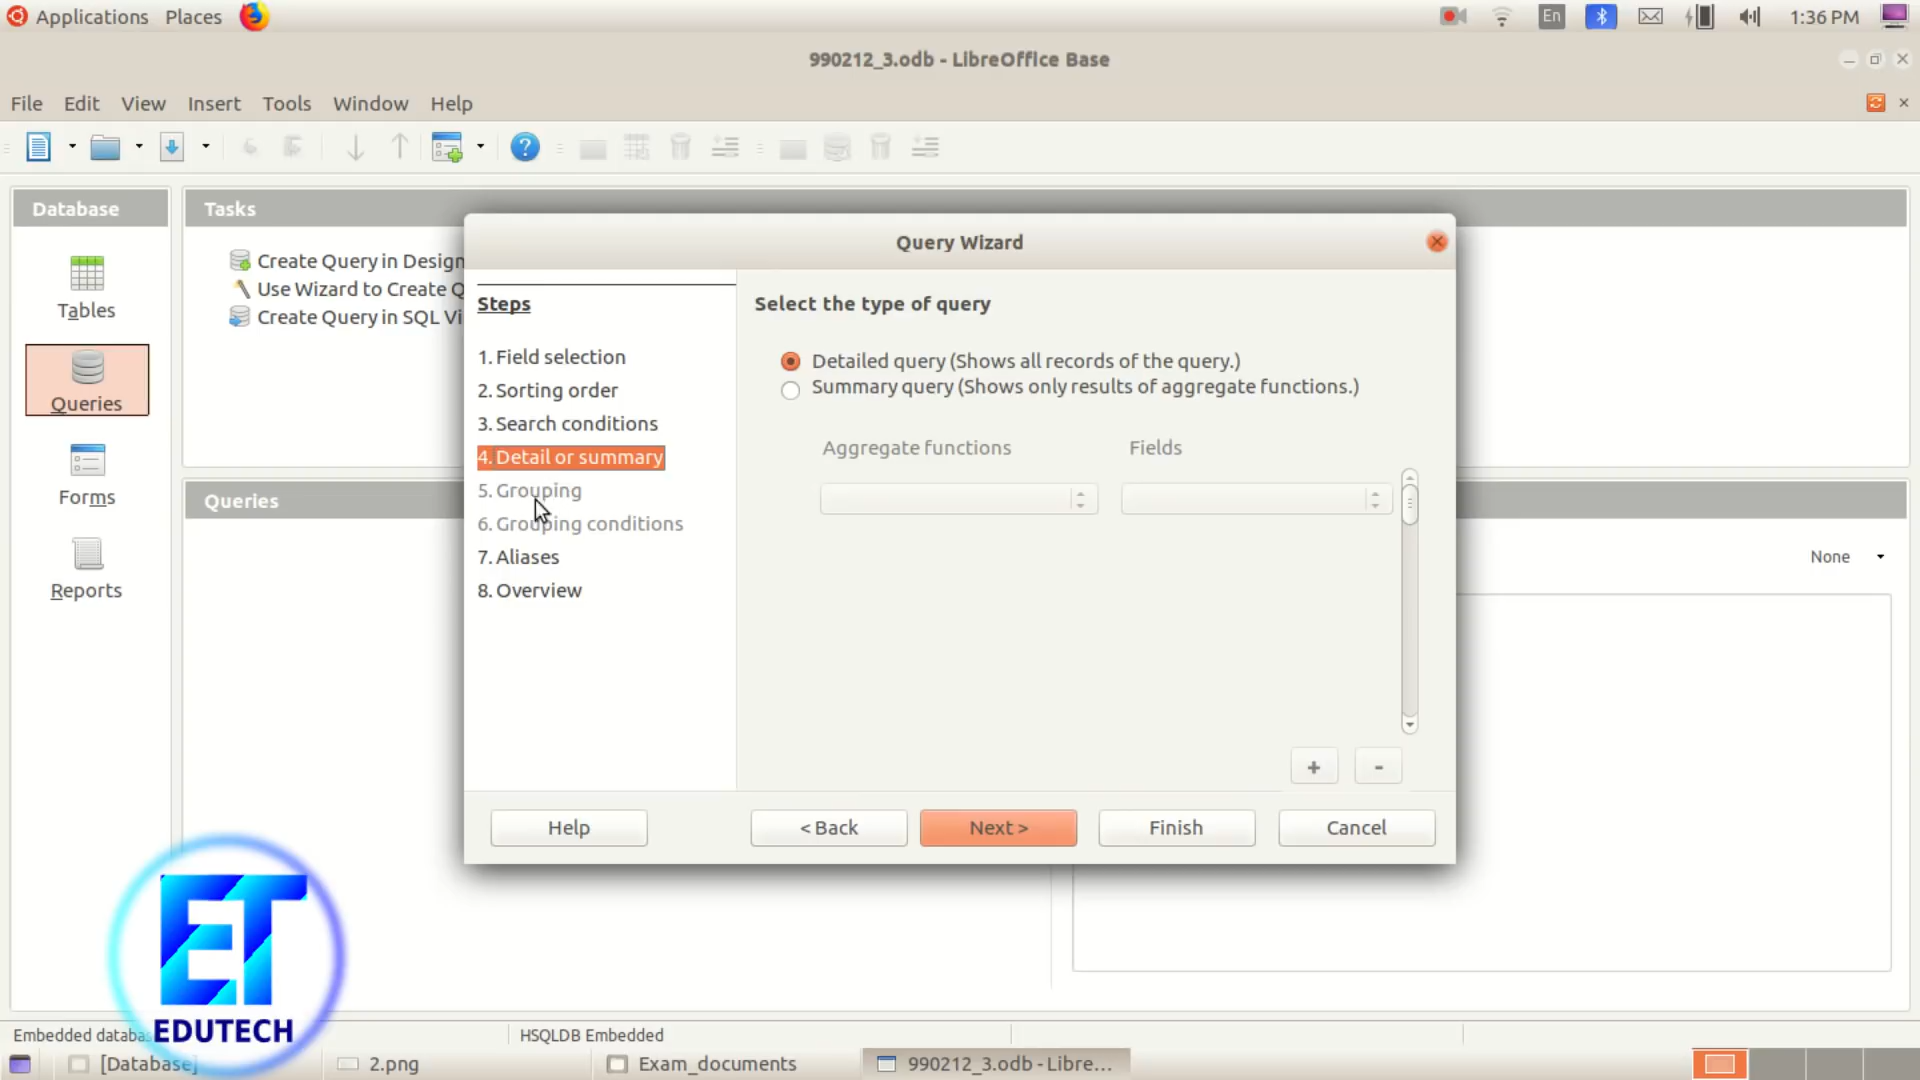 Applications Places
En
1:36 PM
990212_3.odb - LibreOffice Base
File Edit View Insert Tools Window Help
Database
Tasks
Create Query in Design
Use Wizard to Create Q
Create Query in SQL Vi
Tables
Queries
Forms
Reports
Queries
None
Query Wizard
Steps
1. Field selection
2. Sorting order
3. Search conditions
4. Detail or summary
5. Grouping
6. Grouping conditions
7. Aliases
8. Overview
Select the type of query
Detailed query (Shows all records of the query.)
Summary query (Shows only results of aggregate functions.)
Aggregate functions Fields
+ -
Help < Back Next > Finish Cancel
ET
EDUTECH
Embedded databas HSQLDB Embedded
[Database] 2.png Exam_documents 990212_3.odb - Libre...